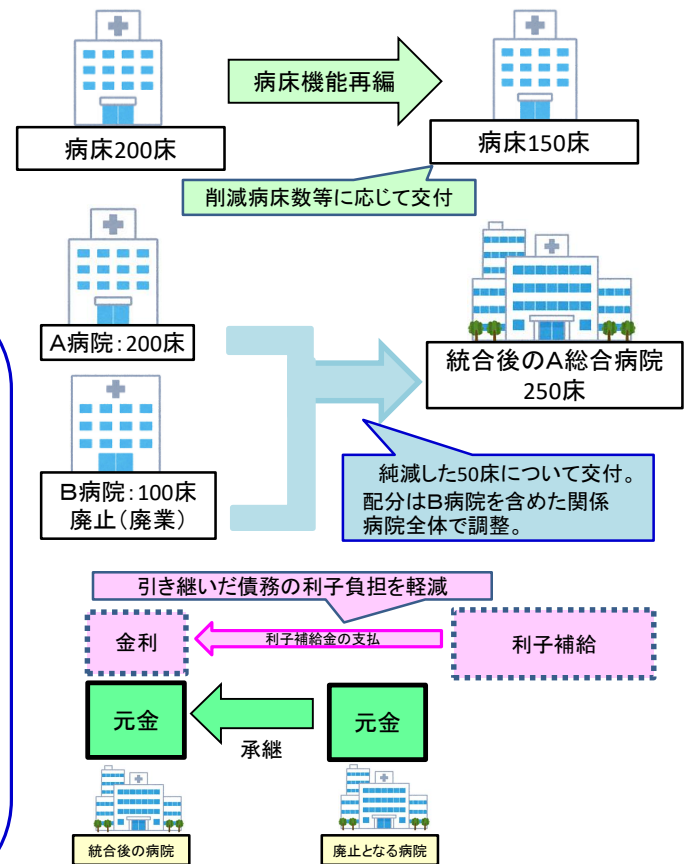 病床機能再編
病床200床
病床150床
削減病床数等に応じて交付
A病院：200床
統合後のA総合病院
250床
B病院：100床
廃止（廃業）
純減した50床について交付。
配分はB病院を含めた関係
病院全体で調整。
引き継いだ債務の利子負担を軽減
金利
利子補給金の支払
利子補給
元金
承継
元金
統合後の病院
廃止となる病院